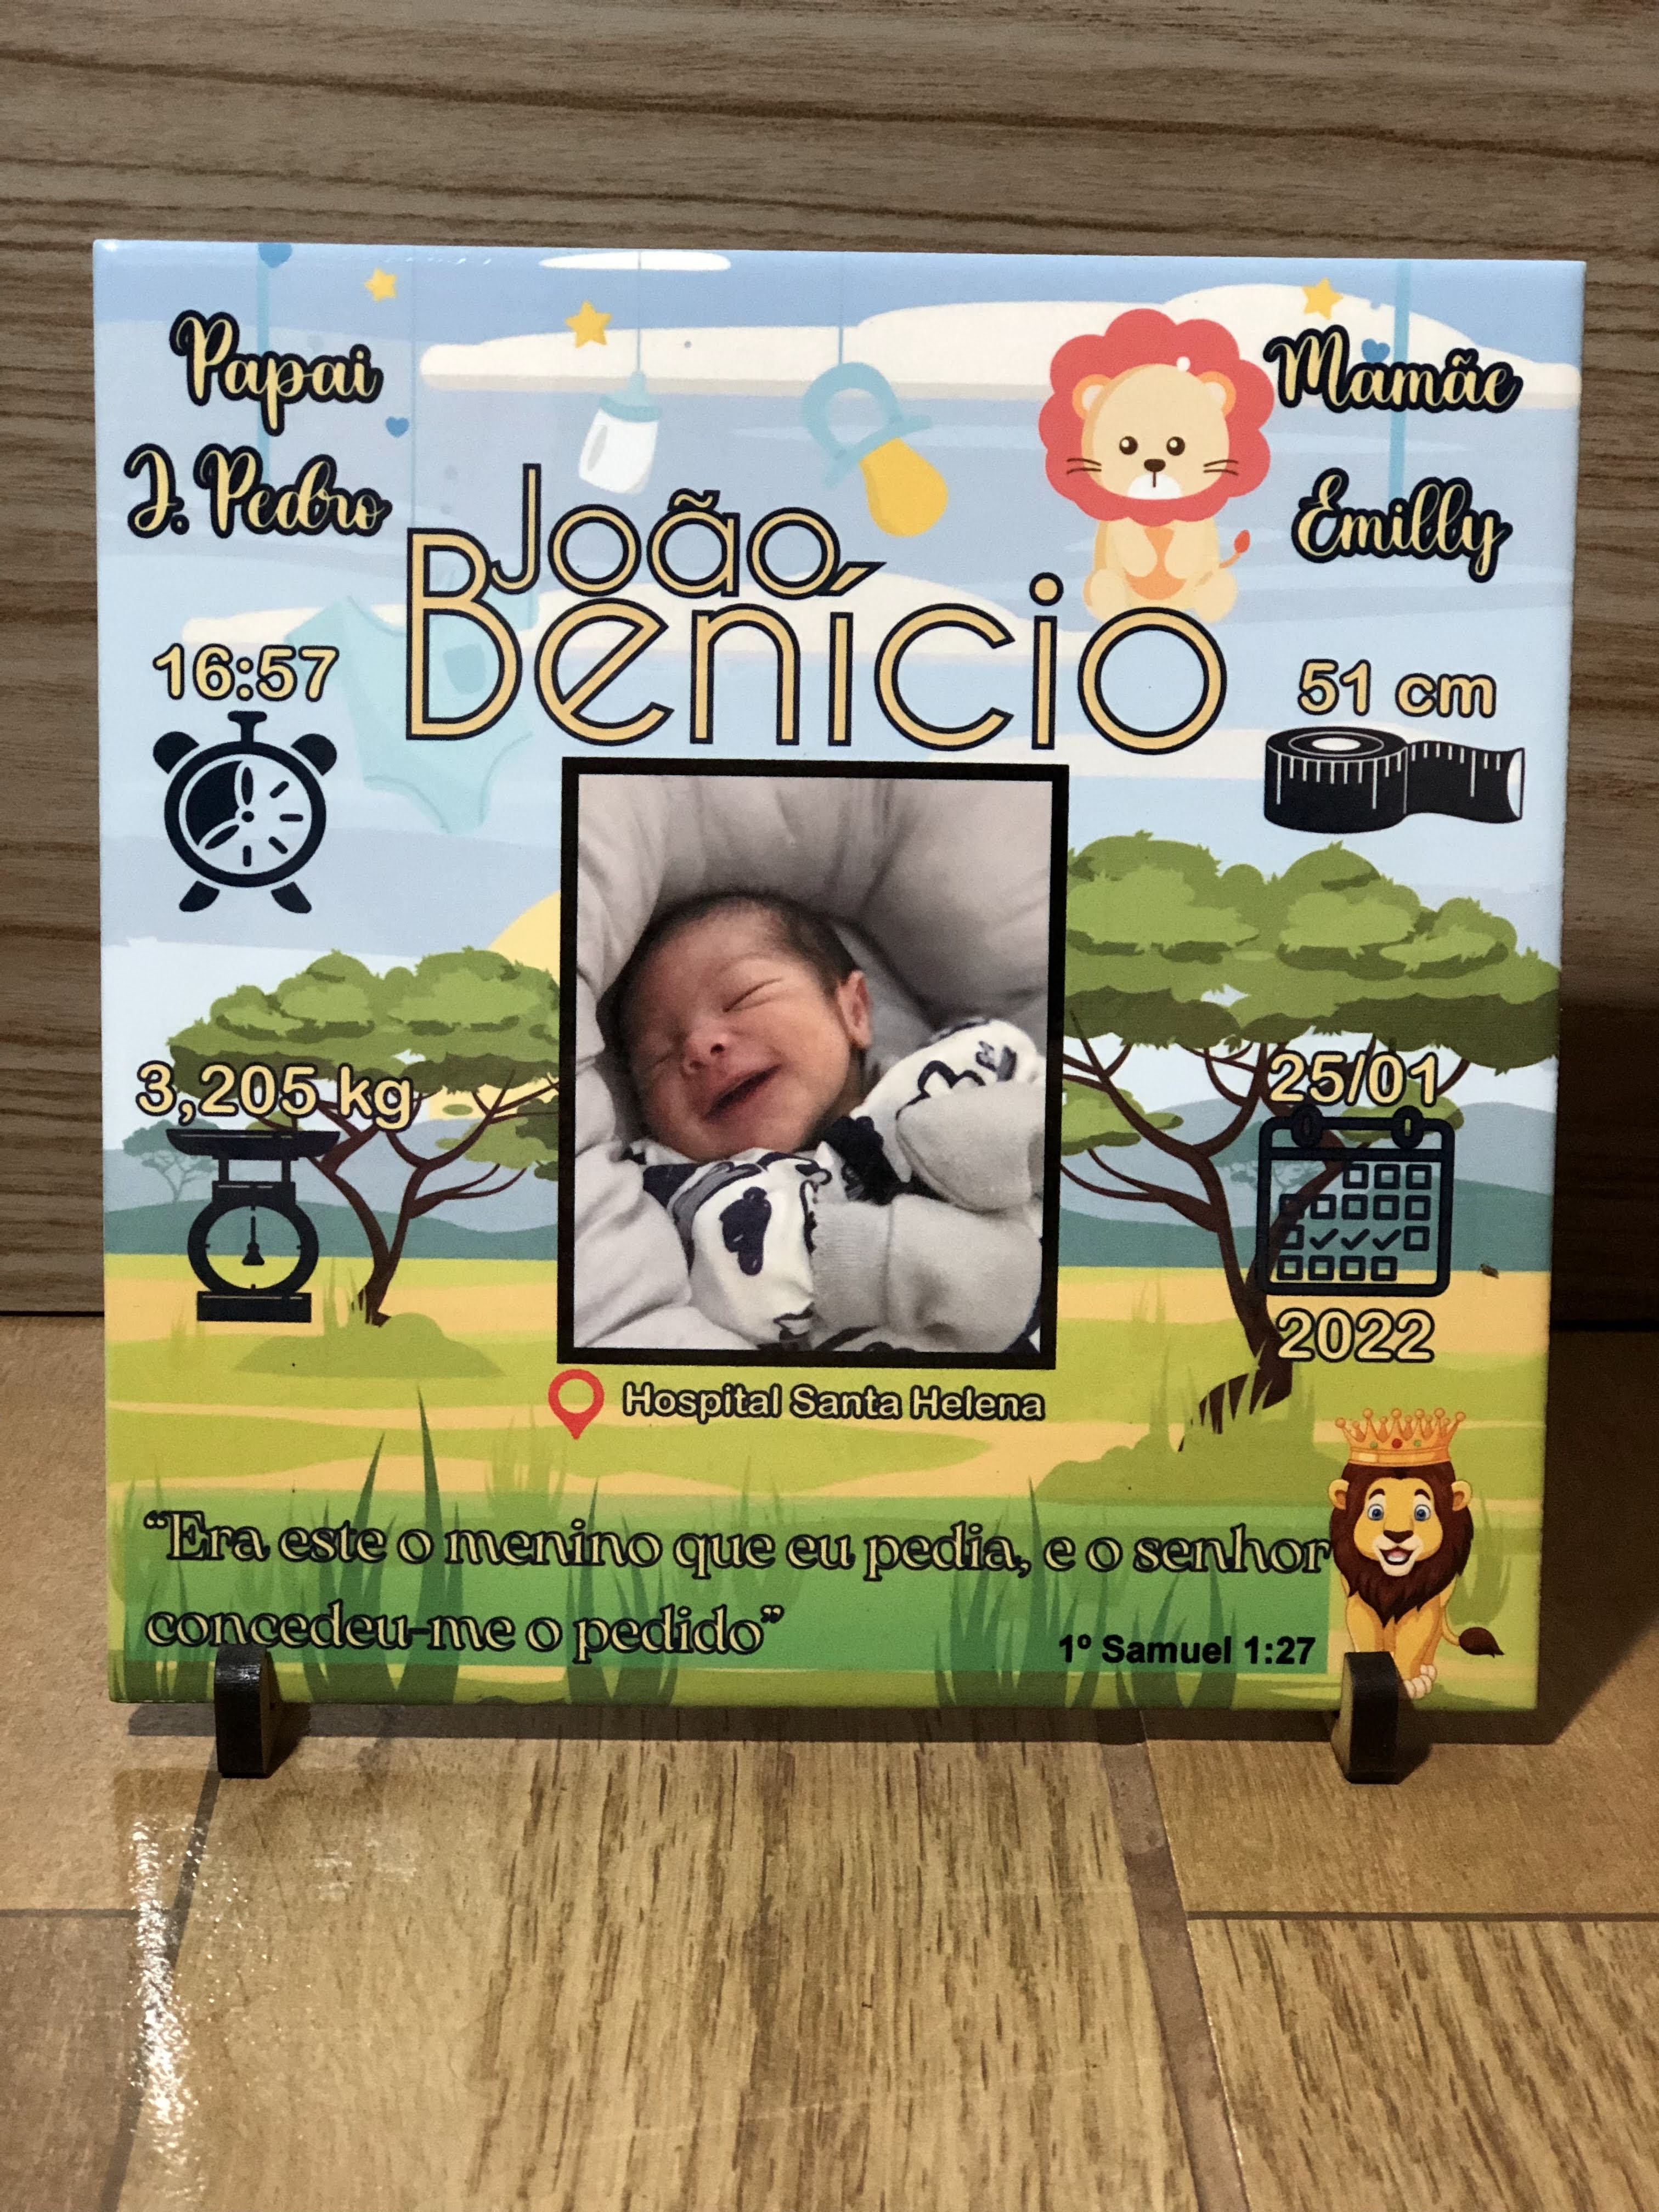 Papai
J. Pedro
Mamãe
Emilly
João
Benício
16:57
51 cm
3,205 kg
25/01
2022
Hospital Santa Helena
“Era este o menino que eu pedia, e o senhor
concedeu-me o pedido”
1º Samuel 1:27